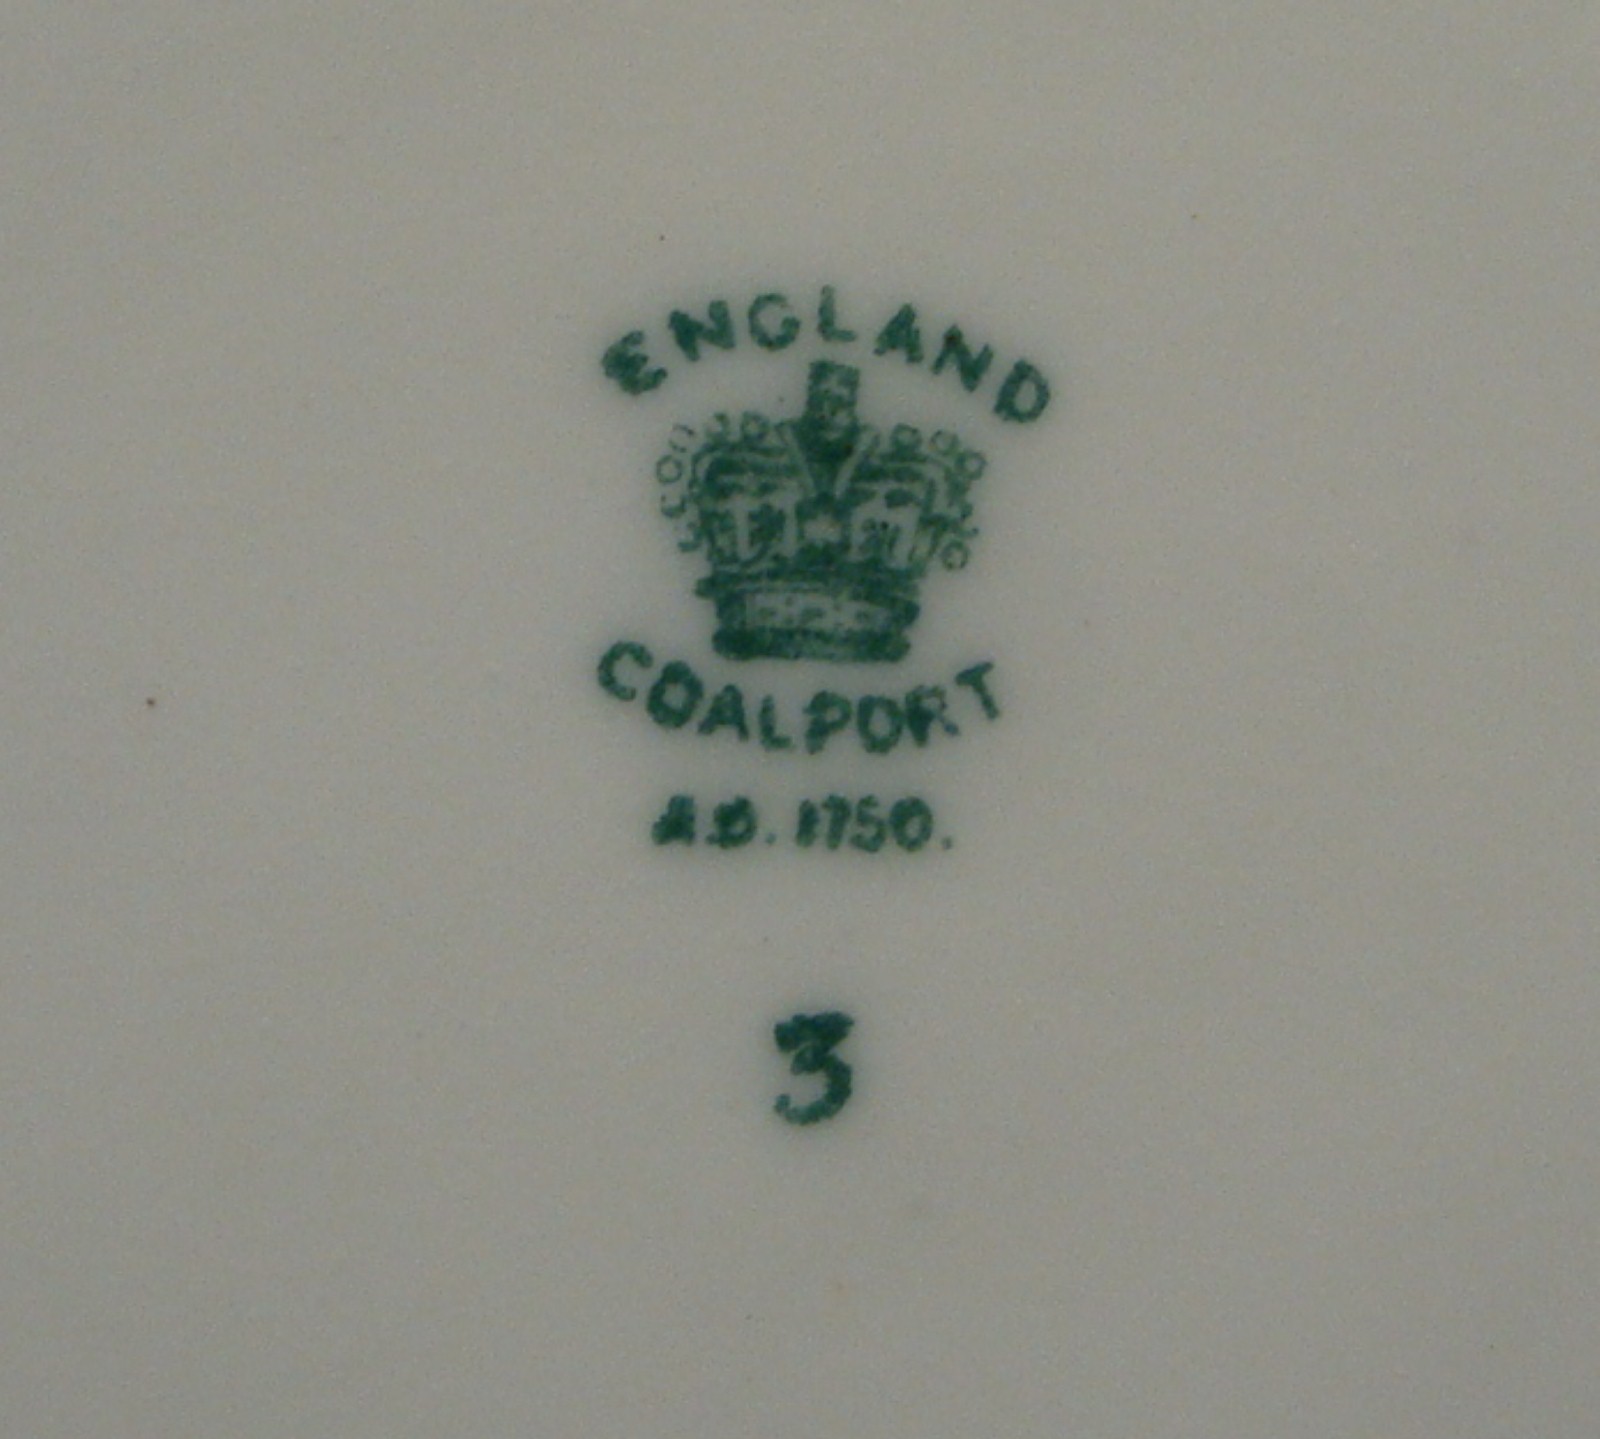 ENGLAND
COALPORT
A.D. 1750.
3